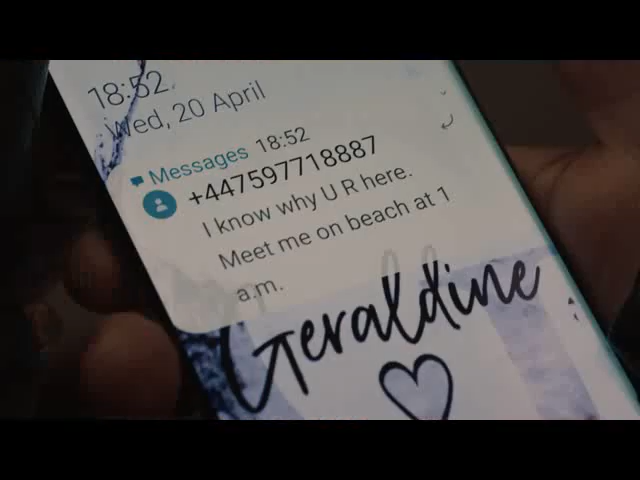 18:52
Wed, 20 April
Messages 18:52
+447597718887
I know why U R here.
Meet me on beach at 1
a.m.
Geraldine